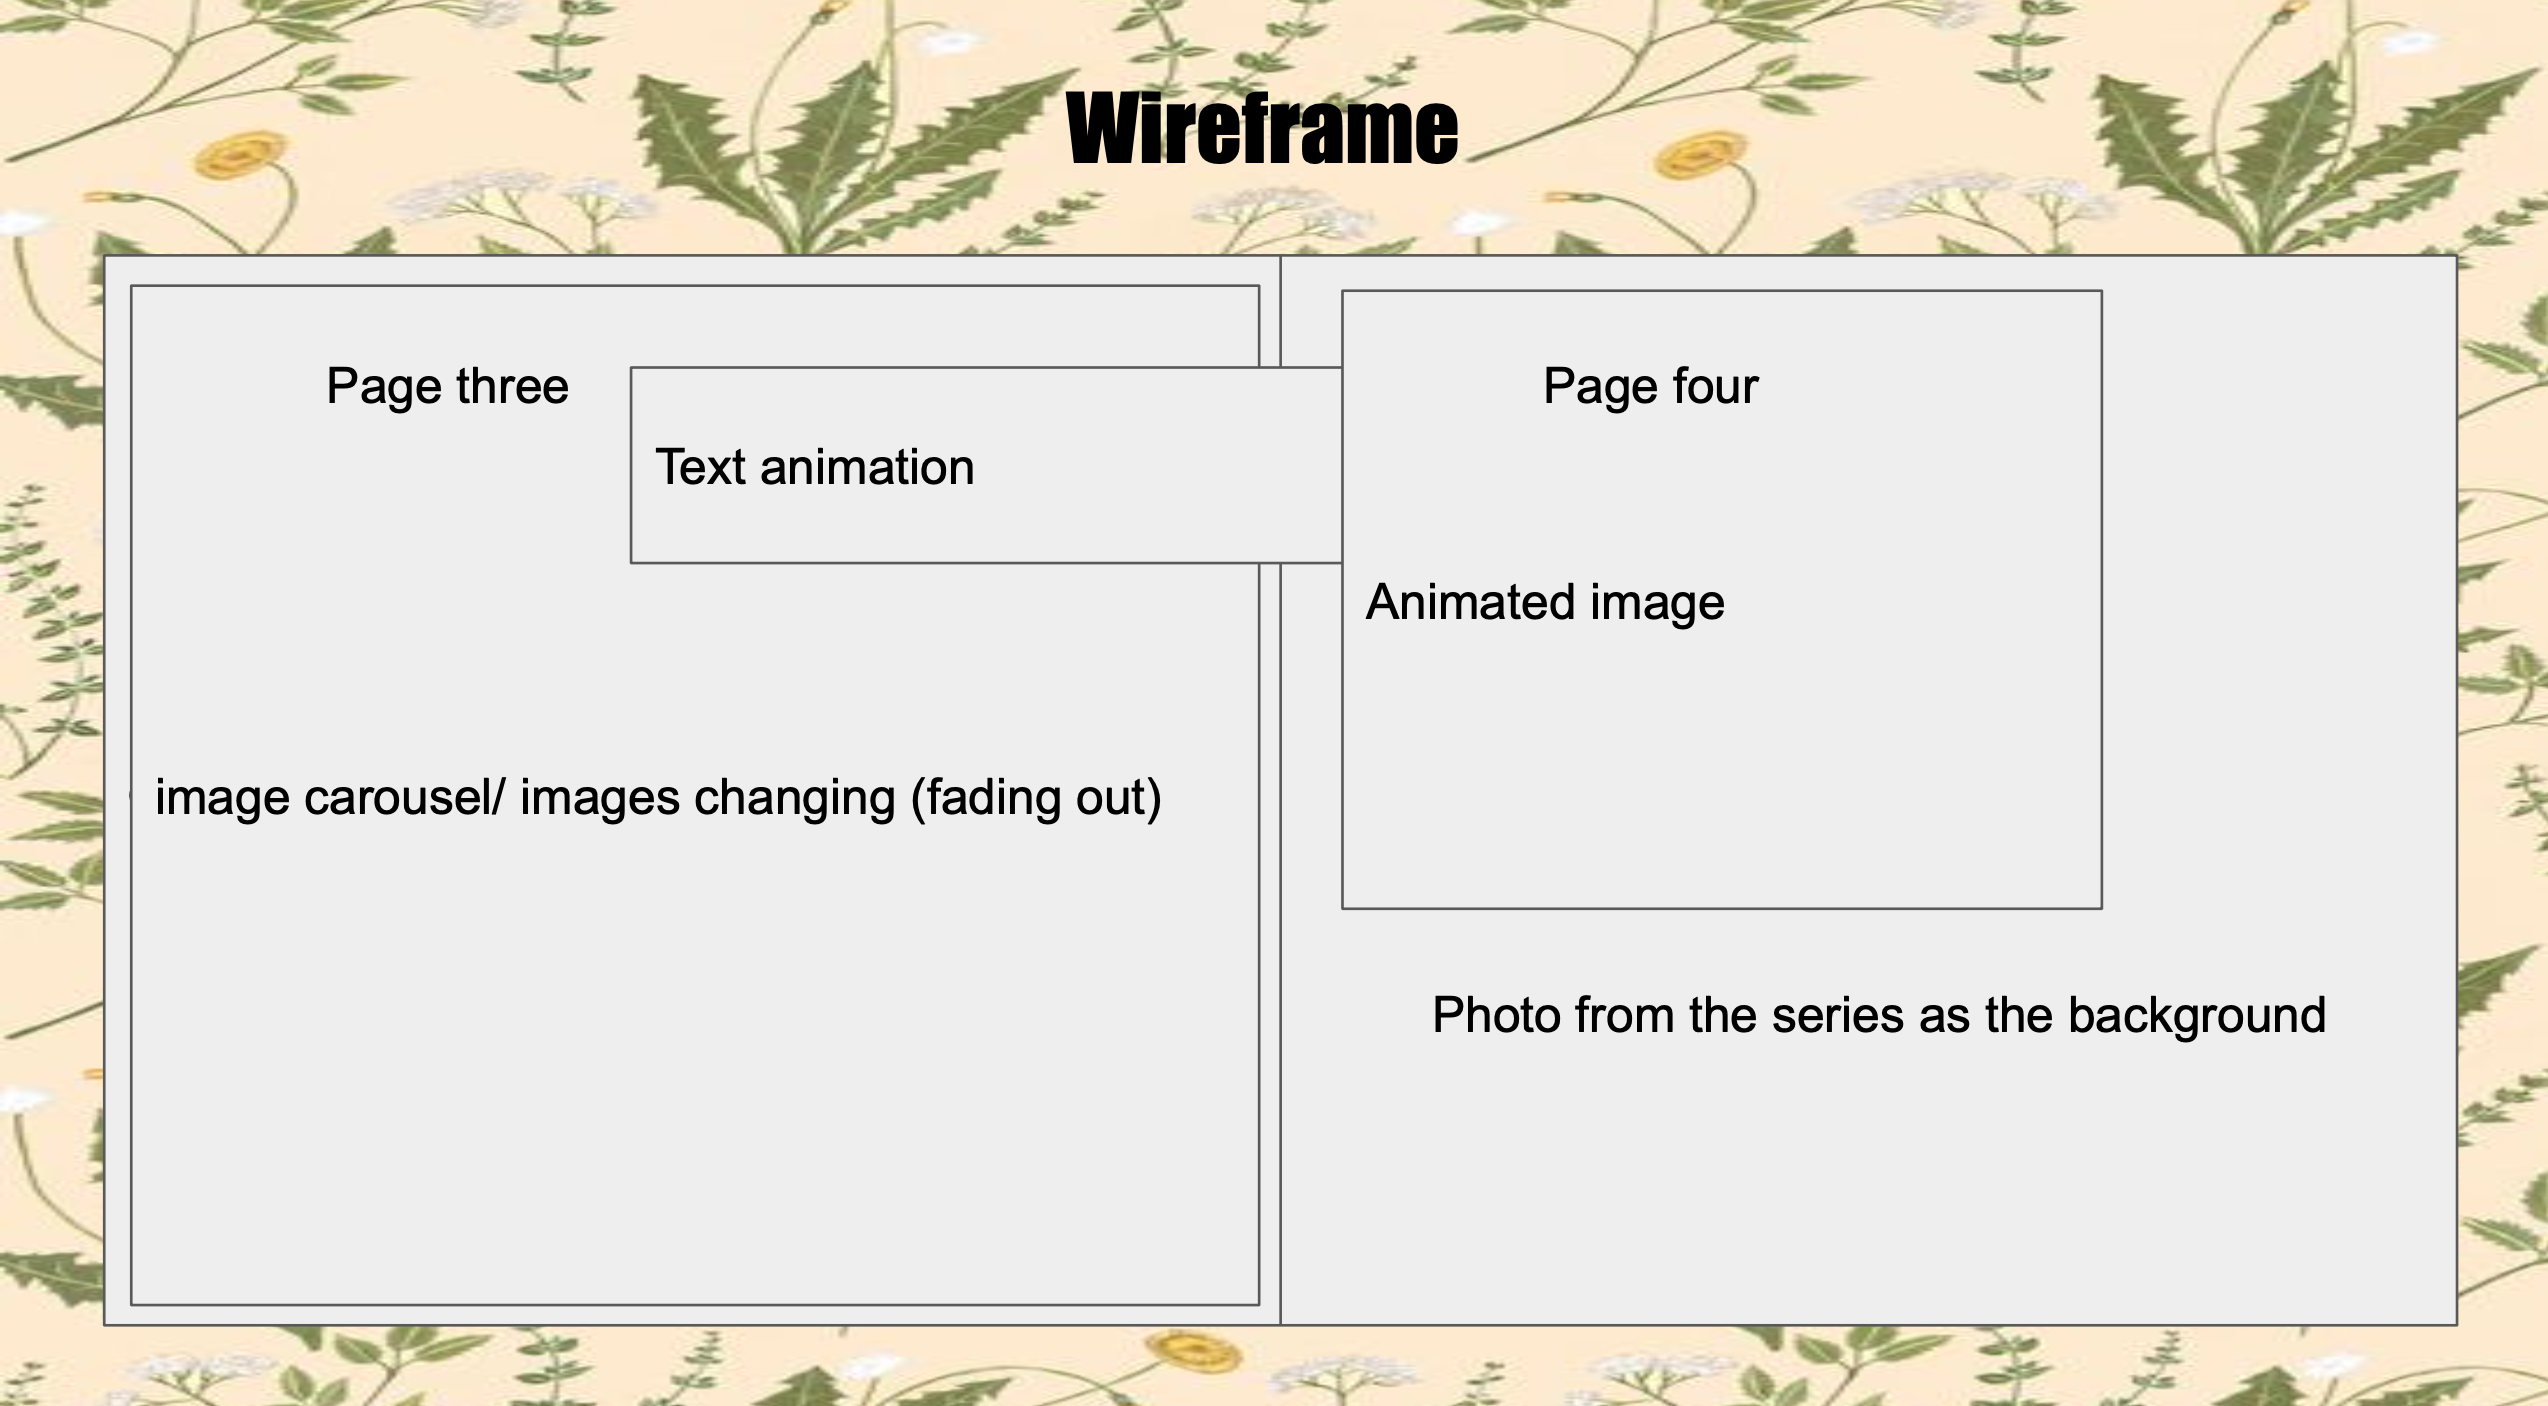 Wireframe
Page three
Text animation
image carousel/ images changing (fading out)
Page four
Animated image
Photo from the series as the background